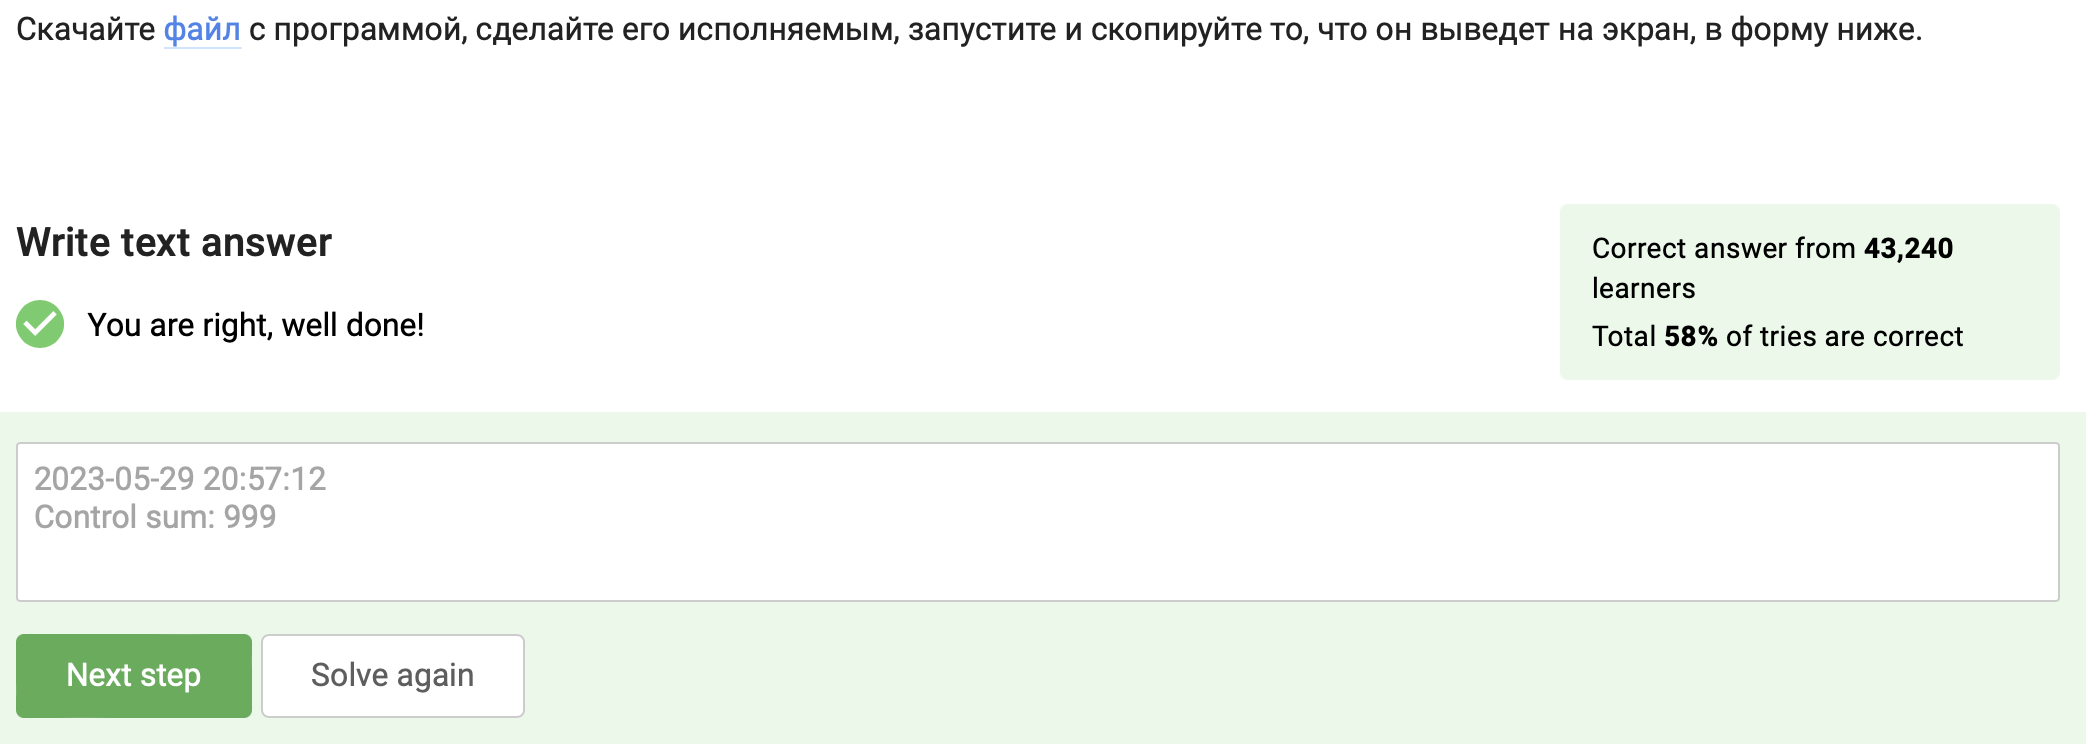 Скачайте файл с программой, сделайте его исполняемым, запустите и скопируйте то, что он выведет на экран, в форму ниже.
Write text answer
You are right, well done!
Correct answer from 43,240
learners
Total 58% of tries are correct
2023-05-29 20:57:12
Control sum: 999
Next step
Solve again